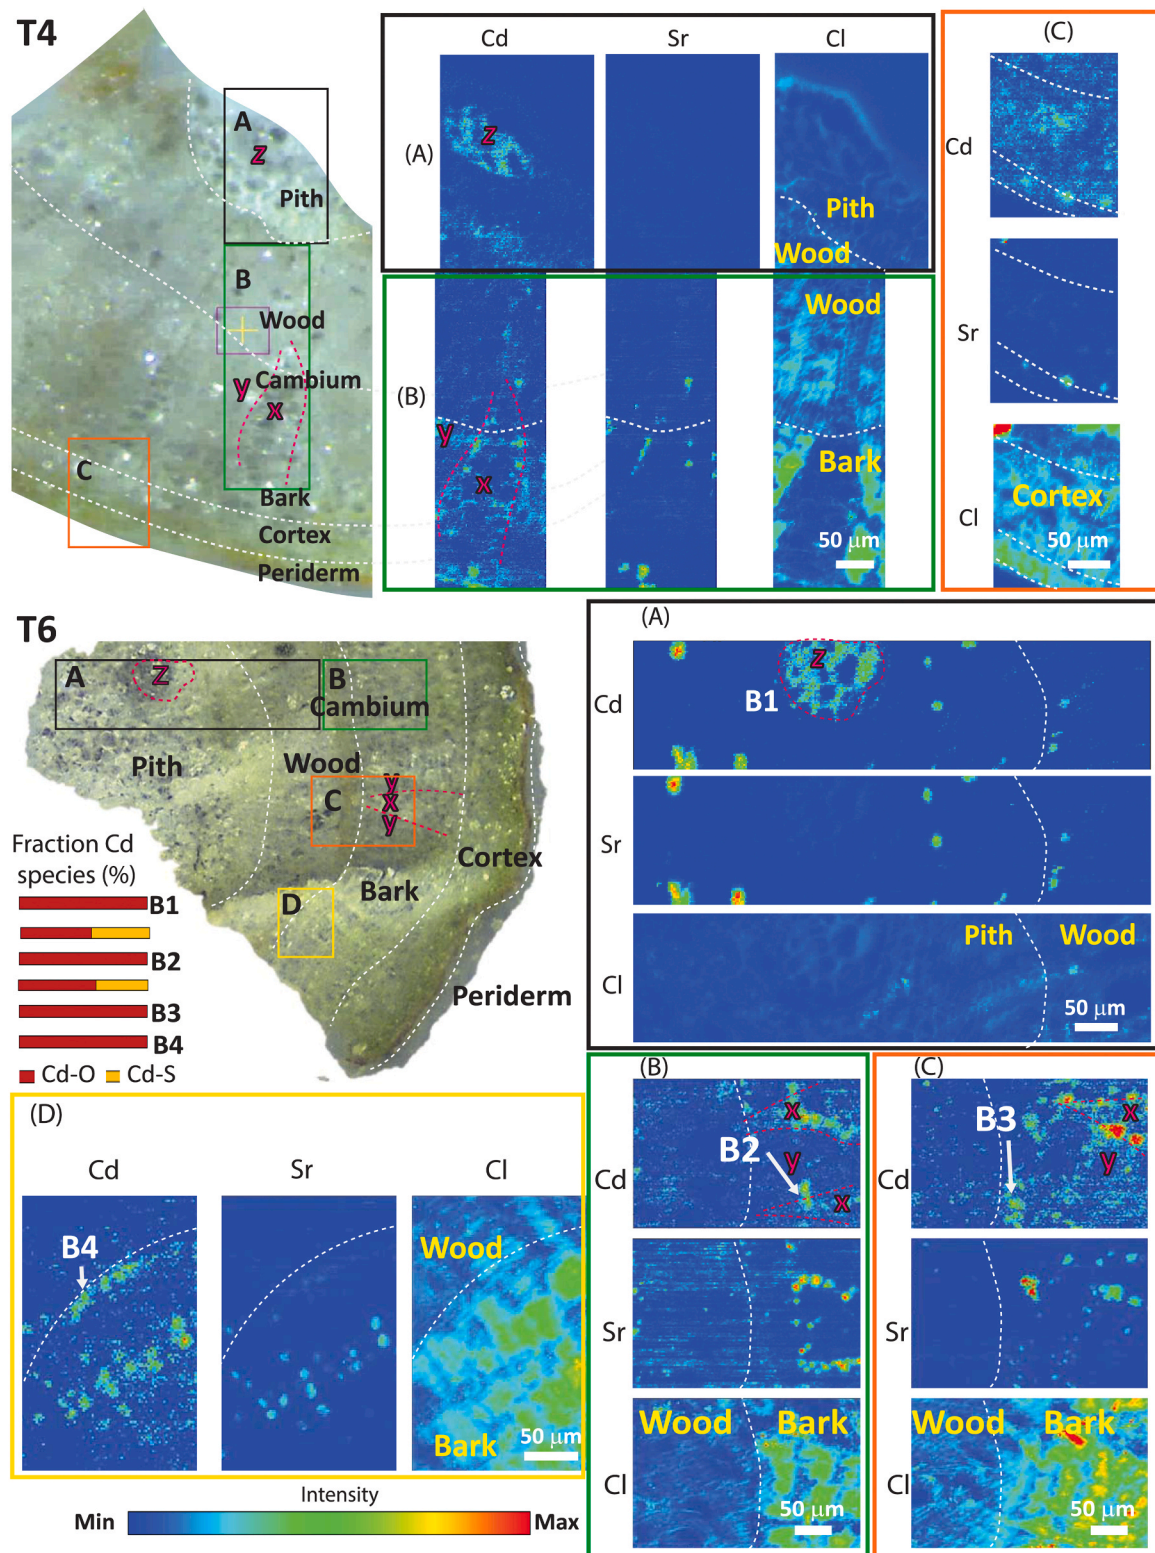 T4
A
z
Pith
B
Wood
y
Cambium
x
C
Bark
Cortex
Periderm
Cd
Sr
Cl
(A)
z
Pith
Wood
(B)
y
x
Wood
Bark
50 μm
(C)
Cd
Sr
Cl
Cortex
50 μm
T6
A
z
B
Cambium
Pith
Wood
C
y
x
y
Cortex
Bark
D
Periderm
Fraction Cd
species (%)
B1
B2
B3
B4
Cd-O Cd-S
(A)
Cd
z
B1
Sr
Cl
Pith Wood
50 μm
(B)
Cd
x
B2
y
x
Sr
Cl
Wood Bark
50 μm
(C)
Cd
x
B3
y
Sr
Cl
Wood Bark
50 μm
(D)
Cd Sr Cl
B4
Wood
Bark
50 μm
Intensity
Min Max